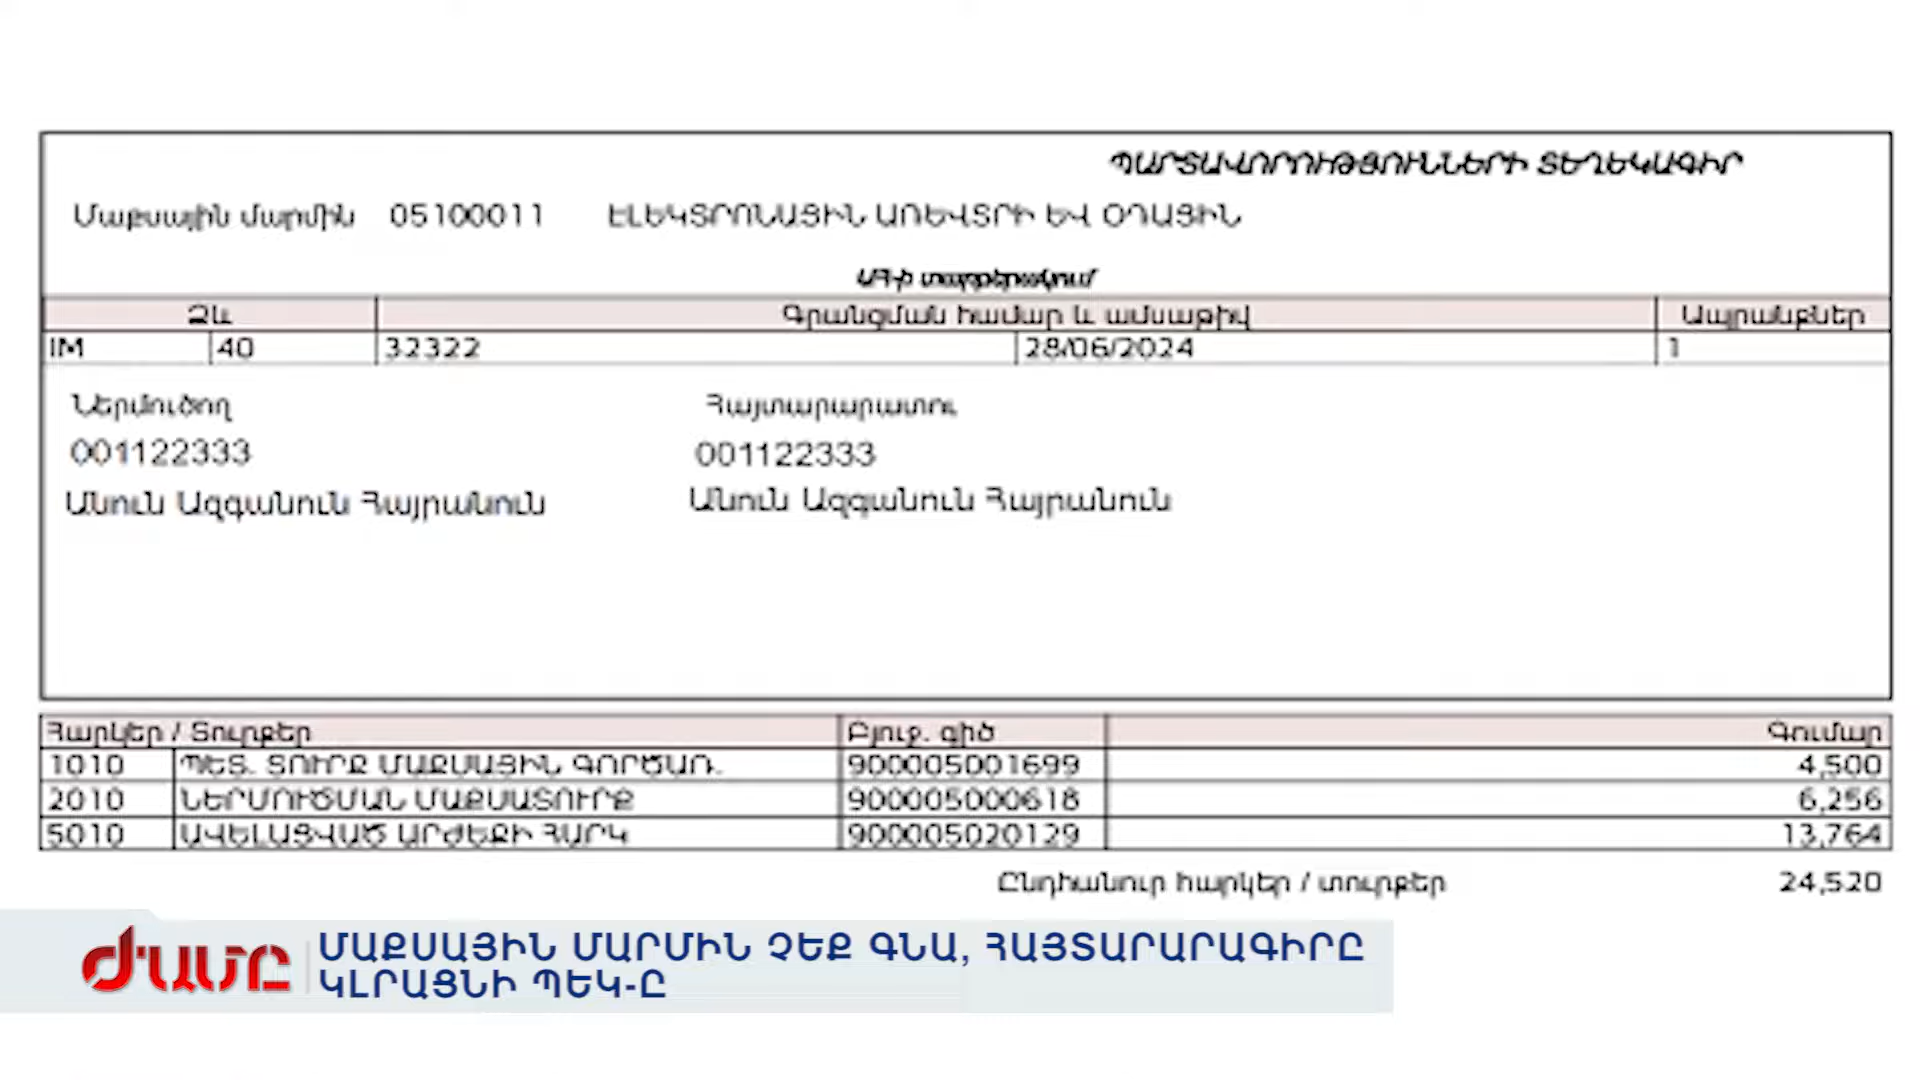 ՊԱՐՏԱՎՈՐՈՒԹՅՈՒՆՆԵՐԻ ՏԵՂԵԿԱԳԻՐ
Մաքսային մարմին 05100011 ԷԼԵԿՏՐՈՆԱՅԻՆ ԱՌԵՎՏՐԻ ԵՎ ՕԴԱՅԻՆ
ԱԳ-ի տարբերակում
Ձև Գրանցման համար և ամսաթիվ Ապրանքներ
IM 40 32322 28/06/2024 1
Ներմուծող Հայտարարատու
001122333 001122333
Անուն Ազգանուն Հայրանուն Անուն Ազգանուն Հայրանուն
Հարկեր / Տուրքեր Բյուջ. գիծ Գումար
1010 ՊԵՏ. ՏՈՒՐՔ ՄԱՔՍԱՅԻՆ ԳՈՐԾԱՌ. 900005001699 4,500
2010 ՆԵՐՄՈՒԾՄԱՆ ՄԱՔՍԱՏՈՒՐՔ 900005000618 6,256
5010 ԱՎԵԼԱՑՎԱԾ ԱՐԺԵՔԻ ՀԱՐԿ 900005020129 13,764
Ընդհանուր հարկեր / տուրքեր 24,520
ԺԱՄԸ
ՄԱՔՍԱՅԻՆ ՄԱՐՄԻՆ ՉԵՔ ԳՆԱ, ՀԱՅՏԱՐԱՐԱԳԻՐԸ
ԿԼՐԱՑՆԻ ՊԵԿ-Ը